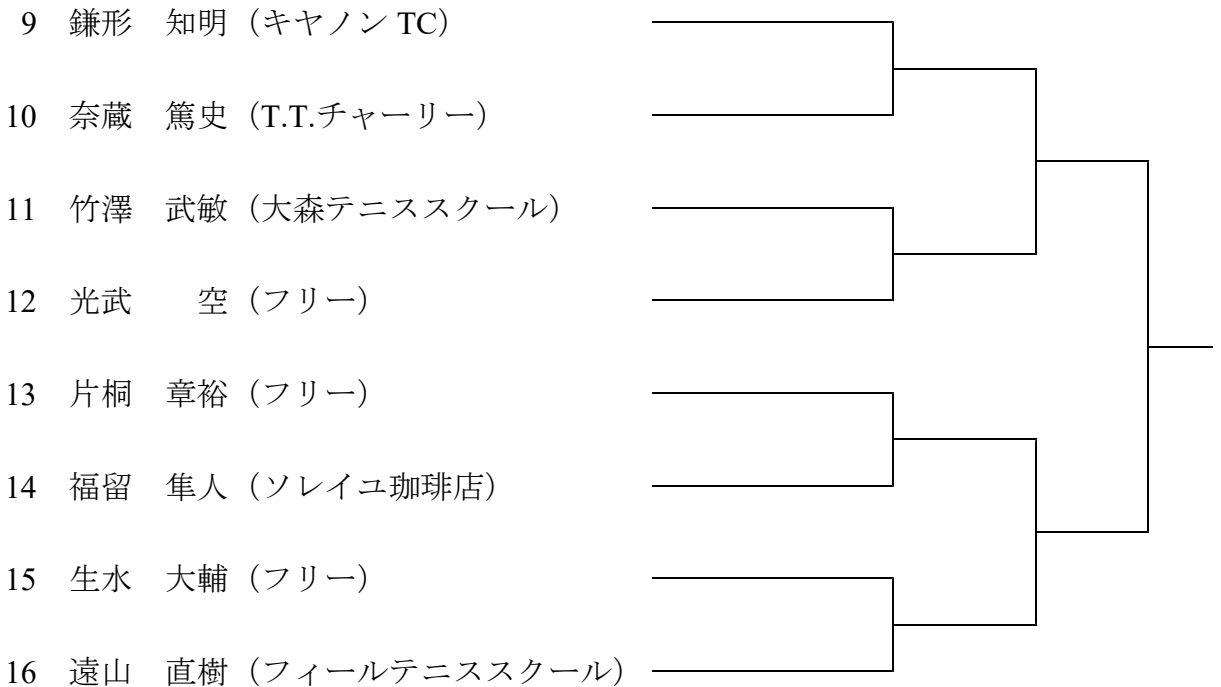 9 鎌形 知明（キヤノン TC）
10 奈蔵 篤史（T.T.チャーリー）
11 竹澤 武敏（大森テニススクール）
12 光武 空（フリー）
13 片桐 章裕（フリー）
14 福留 隼人（ソレイユ珈琲店）
15 生水 大輔（フリー）
16 遠山 直樹（フィールテニススクール）